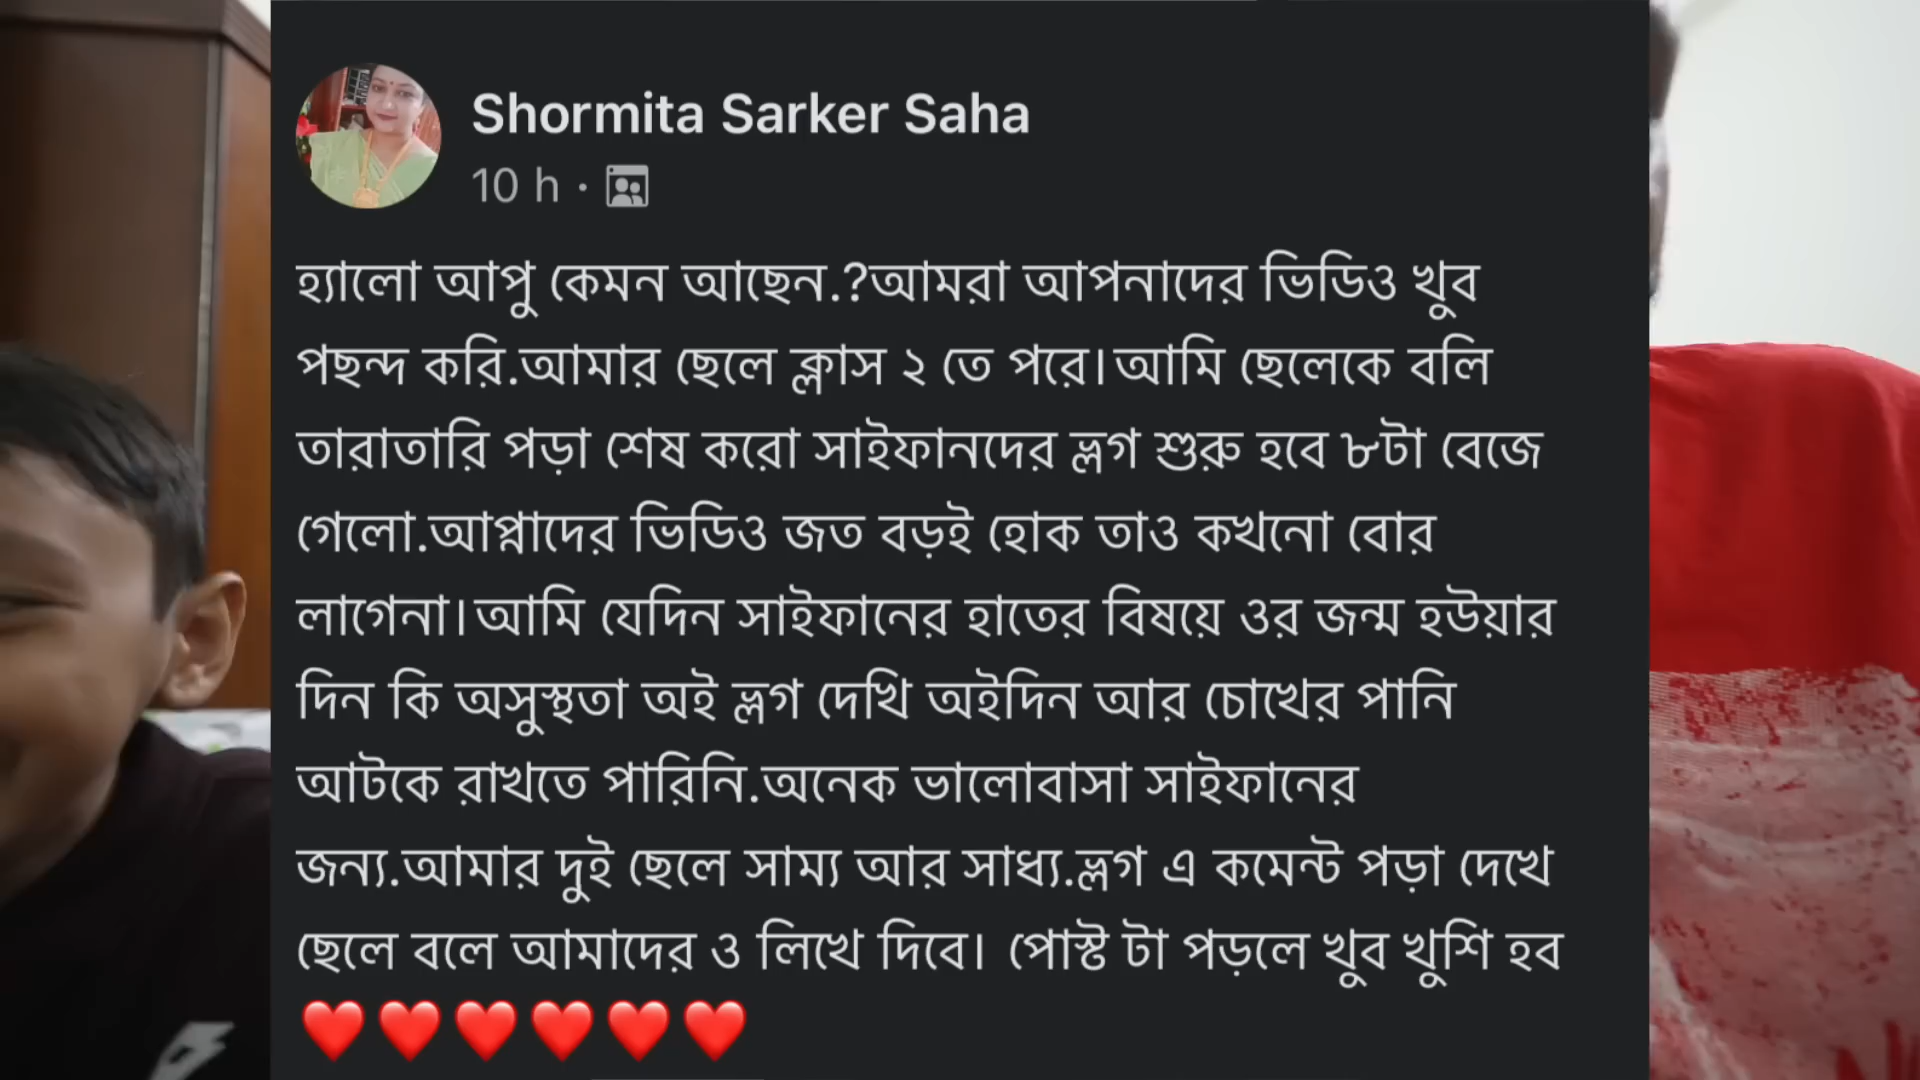 Shormita Sarker Saha
10 h ·
হ্যালো আপু কেমন আছেন.?আমরা আপনাদের ভিডিও খুব
পছন্দ করি.আমার ছেলে ক্লাস ২ তে পরে।আমি ছেলেকে বলি
তারাতারি পড়া শেষ করো সাইফানদের ভ্লগ শুরু হবে ৮টা বেজে
গেলো.আপ্নাদের ভিডিও জত বড়ই হোক তাও কখনো বোর
লাগেনা।আমি যেদিন সাইফানের হাতের বিষয়ে ওর জন্ম হউয়ার
দিন কি অসুস্থতা অই ভ্লগ দেখি অইদিন আর চোখের পানি
আটকে রাখতে পারিনি.অনেক ভালোবাসা সাইফানের
জন্য.আমার দুই ছেলে সাম্য আর সাধ্য.ভ্লগ এ কমেন্ট পড়া দেখে
ছেলে বলে আমাদের ও লিখে দিবে। পোস্ট টা পড়লে খুব খুশি হব
❤️❤️❤️❤️❤️❤️